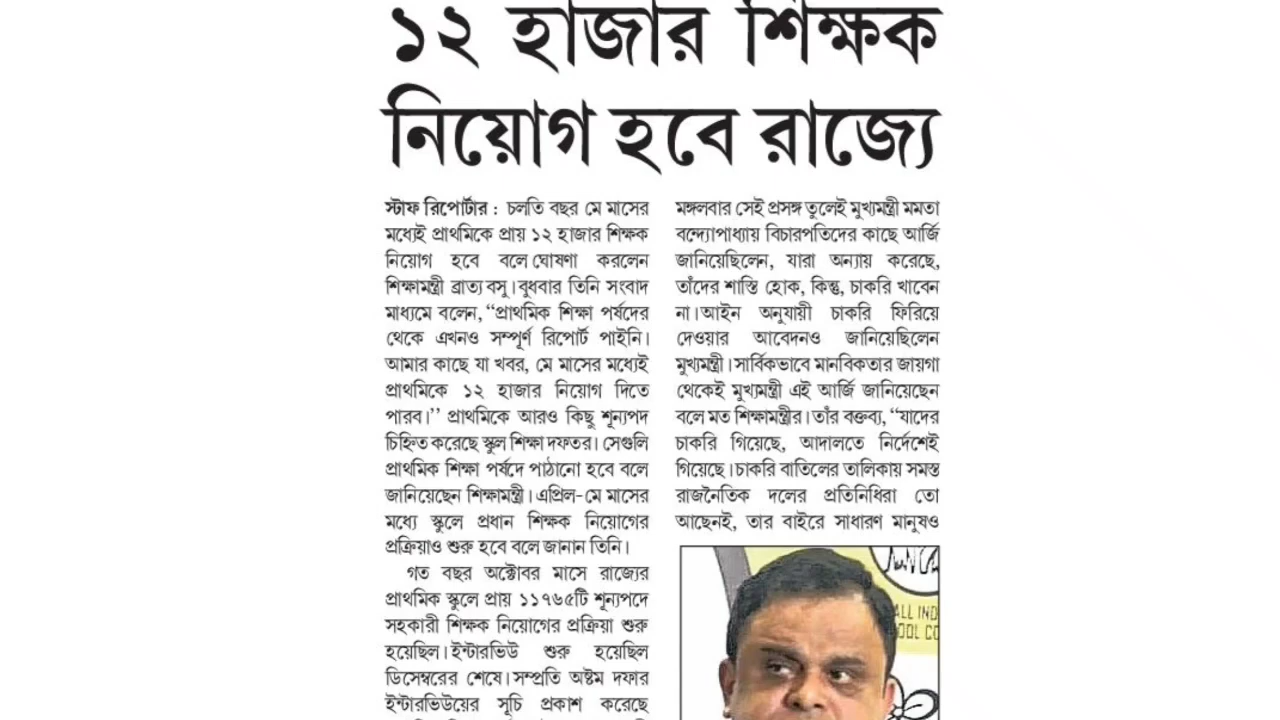 ১২ হাজার শিক্ষক
নিয়োগ হবে রাজ্যে
স্টাফ রিপোর্টার : চলতি বছর মে মাসের
মধ্যেই প্রাথমিকে প্রায় ১২ হাজার শিক্ষক
নিয়োগ হবে বলে ঘোষণা করলেন
শিক্ষামন্ত্রী ব্রাত্য বসু। বুধবার তিনি সংবাদ
মাধ্যমে বলেন, “প্রাথমিক শিক্ষা পর্ষদের
থেকে এখনও সম্পূর্ণ রিপোর্ট পাইনি।
আমার কাছে যা খবর, মে মাসের মধ্যেই
প্রাথমিকে ১২ হাজার নিয়োগ দিতে
পারব।’’ প্রাথমিকে আরও কিছু শূন্যপদ
চিহ্নিত করেছে স্কুল শিক্ষা দফতর। সেগুলি
প্রাথমিক শিক্ষা পর্ষদে পাঠানো হবে বলে
জানিয়েছেন শিক্ষামন্ত্রী। এপ্রিল-মে মাসের
মধ্যে স্কুলে প্রধান শিক্ষক নিয়োগের
প্রক্রিয়াও শুরু হবে বলে জানান তিনি।
গত বছর অক্টোবর মাসে রাজ্যের
প্রাথমিক স্কুলে প্রায় ১১৭৬৫টি শূন্যপদে
সহকারী শিক্ষক নিয়োগের প্রক্রিয়া শুরু
হয়েছিল। ইন্টারভিউ শুরু হয়েছিল
ডিসেম্বরের শেষে। সম্প্রতি অষ্টম দফার
ইন্টারভিউয়ের সূচি প্রকাশ করেছে
মঙ্গলবার সেই প্রসঙ্গ তুলেই মুখ্যমন্ত্রী মমতা
বন্দ্যোপাধ্যায় বিচারপতিদের কাছে আর্জি
জানিয়েছিলেন, যারা অন্যায় করেছে,
তাঁদের শাস্তি হোক, কিন্তু, চাকরি খাবেন
না। আইন অনুযায়ী চাকরি ফিরিয়ে
দেওয়ার আবেদনও জানিয়েছিলেন
মুখ্যমন্ত্রী। সার্বিকভাবে মানবিকতার জায়গা
থেকেই মুখ্যমন্ত্রী এই আর্জি জানিয়েছেন
বলে মত শিক্ষামন্ত্রীর। তাঁর বক্তব্য, “যাদের
চাকরি গিয়েছে, আদালতে নির্দেশেই
গিয়েছে। চাকরি বাতিলের তালিকায় সমস্ত
রাজনৈতিক দলের প্রতিনিধিরা তো
আছেনই, তার বাইরে সাধারণ মানুষও
ALL IND
OOL CO